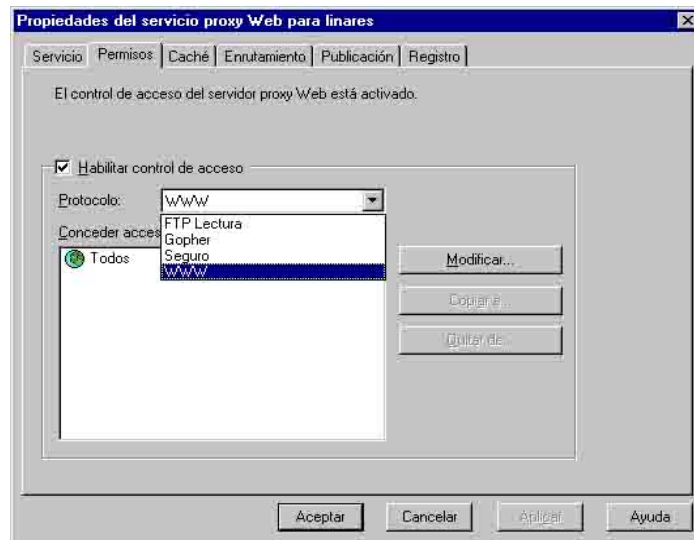 Propiedades del servicio proxy Web para linares
Servicio Permisos Caché Enrutamiento Publicación Registro
El control de acceso del servidor proxy Web está activado.
Habilitar control de acceso
Protocolo: WWW
FTP Lectura
Conceder acces
Gopher
Seguro
Todos
WWW
Modificar...
Copiar a...
Quitar de...
Aceptar Cancelar Aplicar Ayuda